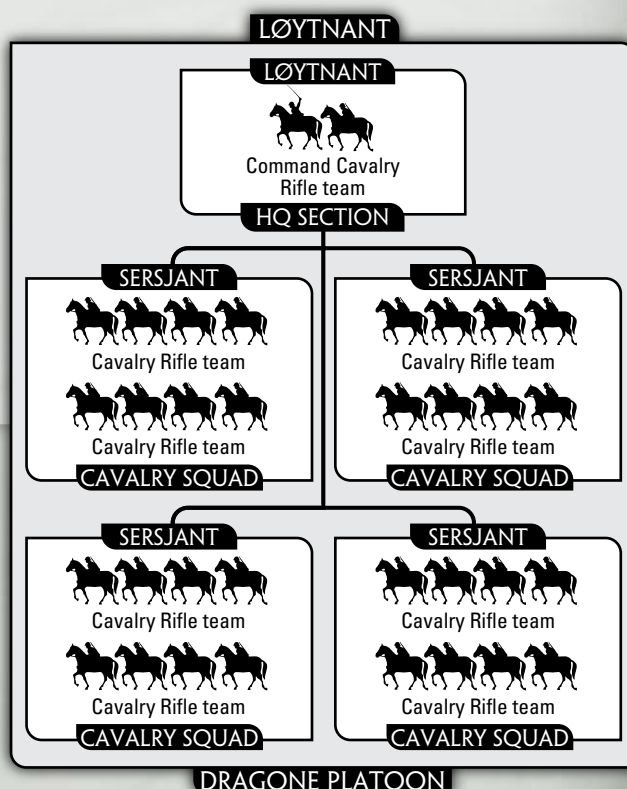 LØYTNANT
LØYTNANT
Command Cavalry
Rifle team
HQ SECTION
SERSJANT
Cavalry Rifle team
Cavalry Rifle team
CAVALRY SQUAD
SERSJANT
Cavalry Rifle team
Cavalry Rifle team
CAVALRY SQUAD
SERSJANT
Cavalry Rifle team
Cavalry Rifle team
CAVALRY SQUAD
SERSJANT
Cavalry Rifle team
Cavalry Rifle team
CAVALRY SQUAD
DRAGONE PLATOON